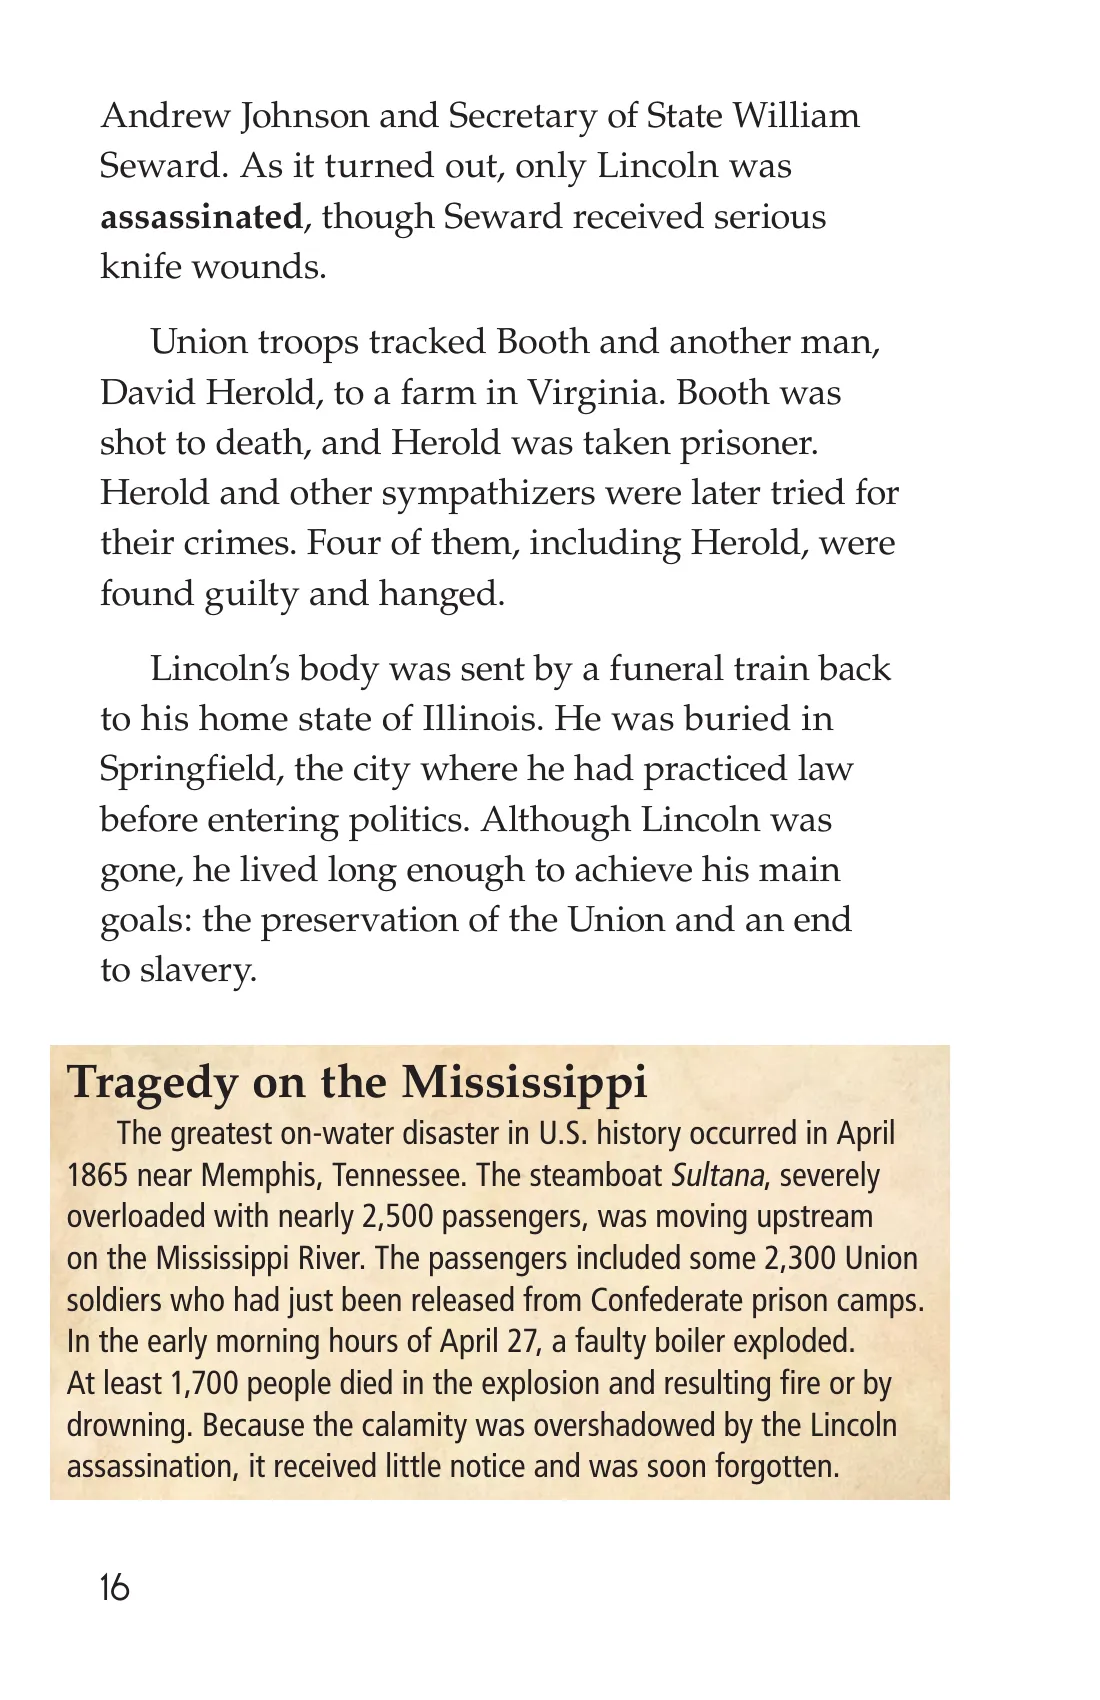 Andrew Johnson and Secretary of State William
Seward. As it turned out, only Lincoln was
assassinated, though Seward received serious
knife wounds.
Union troops tracked Booth and another man,
David Herold, to a farm in Virginia. Booth was
shot to death, and Herold was taken prisoner.
Herold and other sympathizers were later tried for
their crimes. Four of them, including Herold, were
found guilty and hanged.
Lincoln’s body was sent by a funeral train back
to his home state of Illinois. He was buried in
Springfield, the city where he had practiced law
before entering politics. Although Lincoln was
gone, he lived long enough to achieve his main
goals: the preservation of the Union and an end
to slavery.
Tragedy on the Mississippi
The greatest on-water disaster in U.S. history occurred in April
1865 near Memphis, Tennessee. The steamboat Sultana, severely
overloaded with nearly 2,500 passengers, was moving upstream
on the Mississippi River. The passengers included some 2,300 Union
soldiers who had just been released from Confederate prison camps.
In the early morning hours of April 27, a faulty boiler exploded.
At least 1,700 people died in the explosion and resulting fire or by
drowning. Because the calamity was overshadowed by the Lincoln
assassination, it received little notice and was soon forgotten.
16